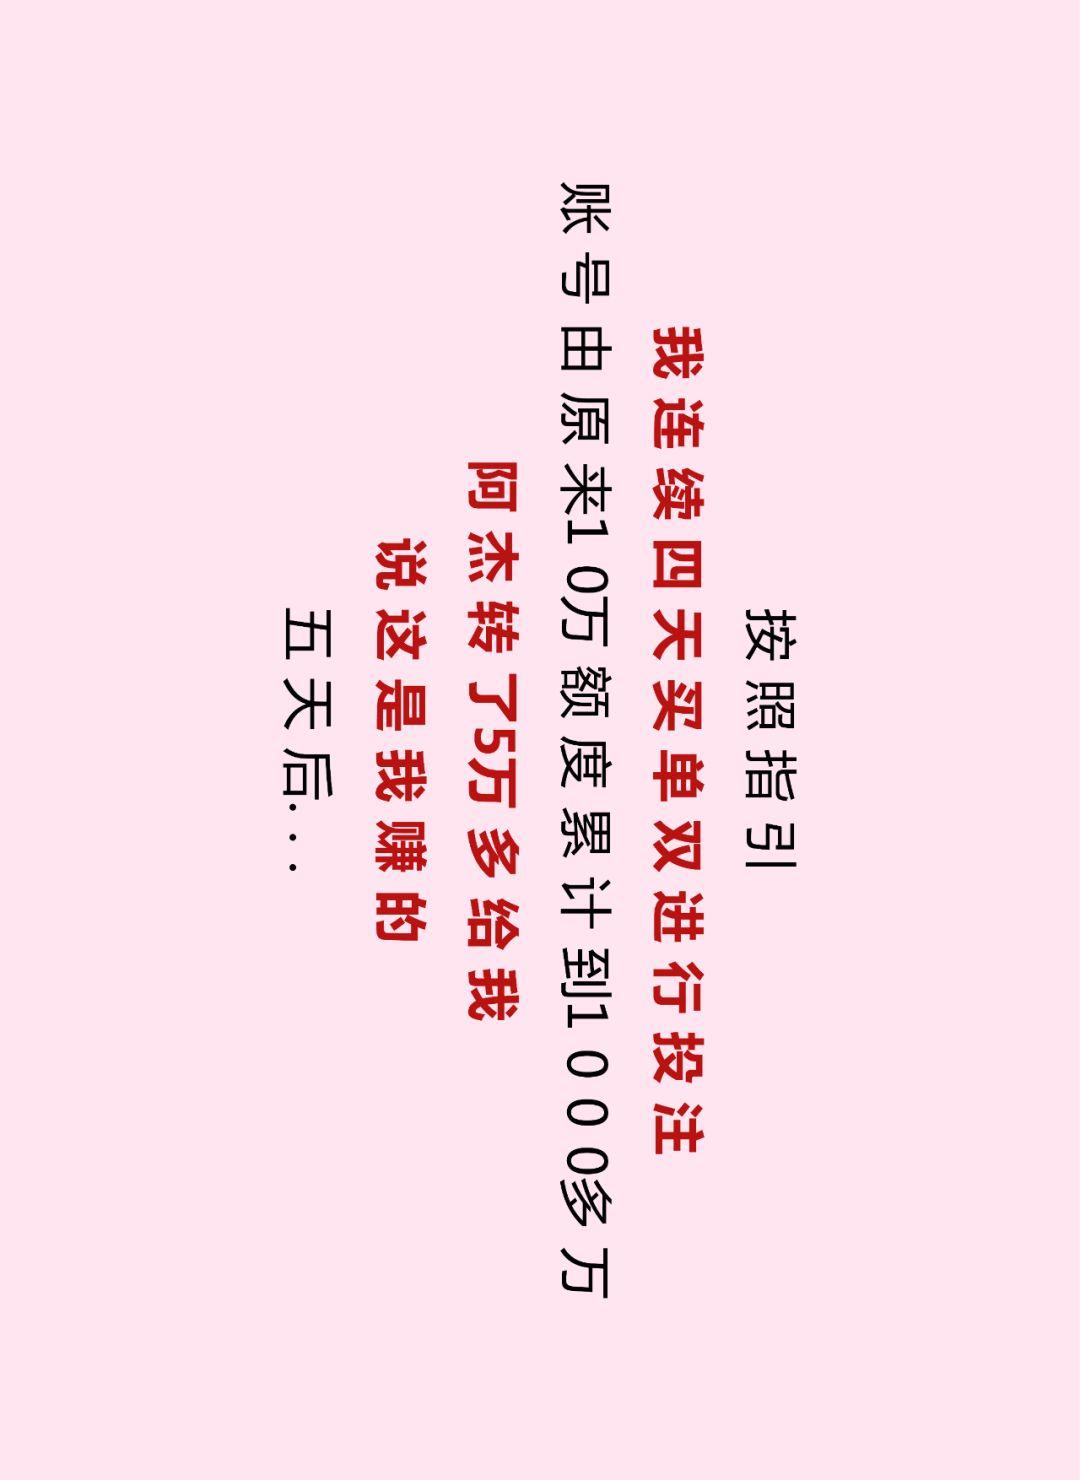 按照指引
我连续四天买单双进行投注
账号由原来10万额度累计到1000多万
阿杰转了5万多给我
说这是我赚的
五天后...